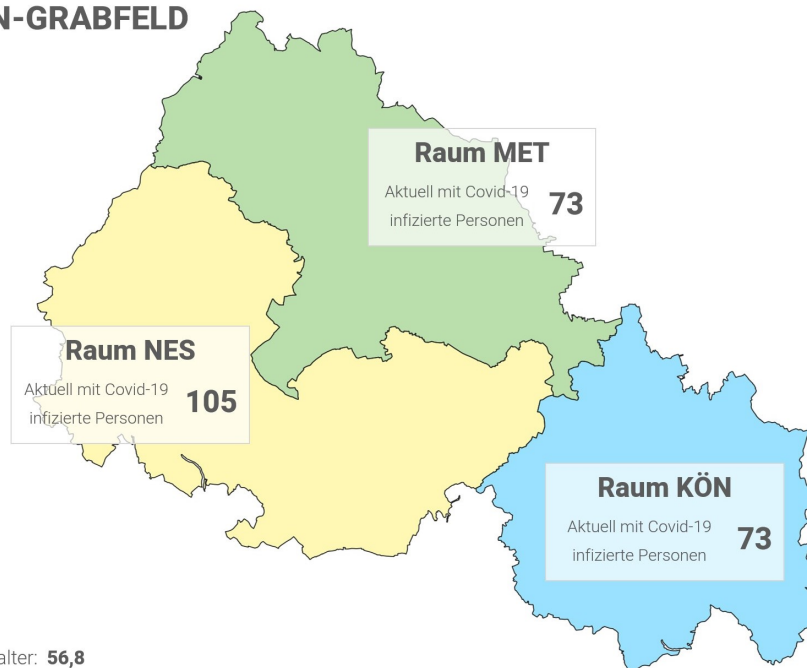 N-GRABFELD
Raum MET
Aktuell mit Covid-19
infizierte Personen
73
Raum NES
Aktuell mit Covid-19
infizierte Personen
105
Raum KÖN
Aktuell mit Covid-19
infizierte Personen
73
alter: 56,8